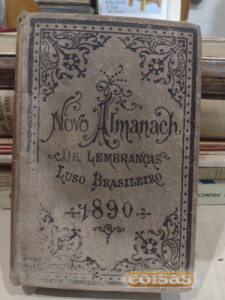 Novo Almanach
De Lembranças
Luso Brasileiro
1890
coisas